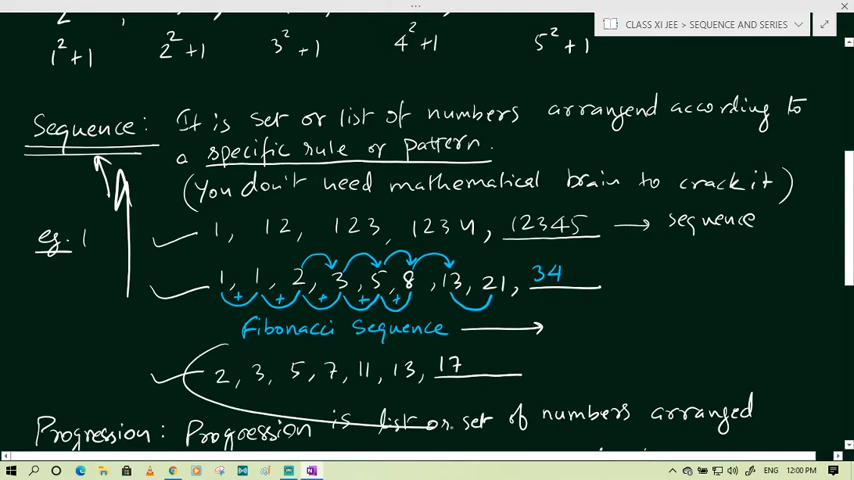 CLASS XI JEE > SEQUENCE AND SERIES
1²+1 2²+1 3²+1 4²+1 5²+1
Sequence: It is set or list of numbers arrangend according to
a specific rule or pattern.
(You don't need mathematical brain to crack it)
eg. 1 1, 12, 123, 1234, 12345 → sequence
1, 1, 2, 3, 5, 8, 13, 21, 34
+ + + + +
Fibonacci Sequence →
2, 3, 5, 7, 11, 13, 17
Progression: Progression is list or set of numbers arranged
ENG 12:00 PM